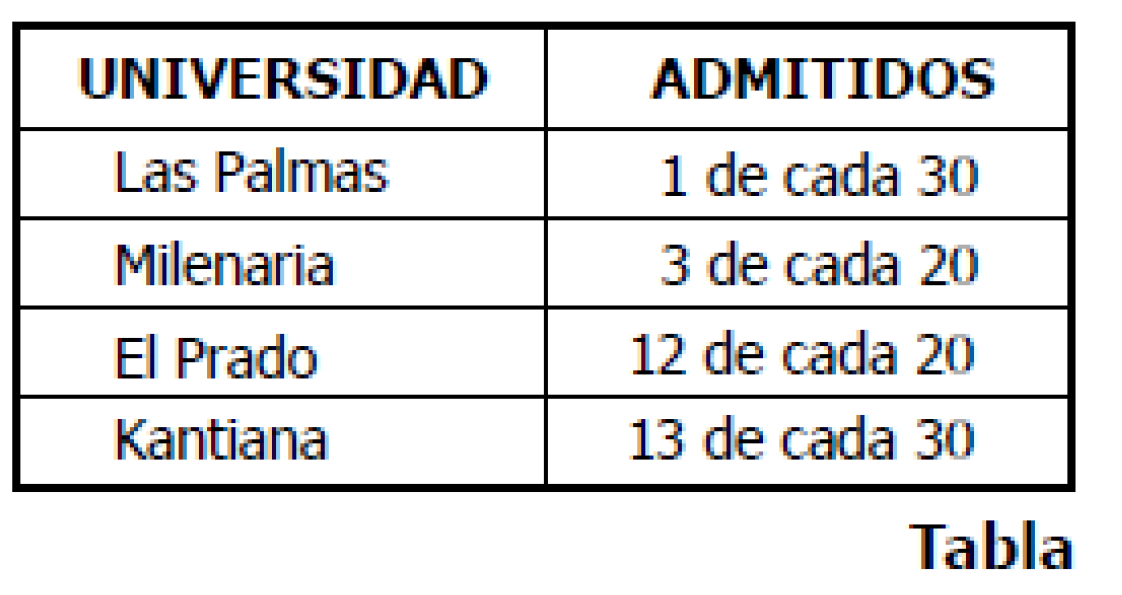 UNIVERSIDAD ADMITIDOS
Las Palmas 1 de cada 30
Milenaria 3 de cada 20
El Prado 12 de cada 20
Kantiana 13 de cada 30
Tabla